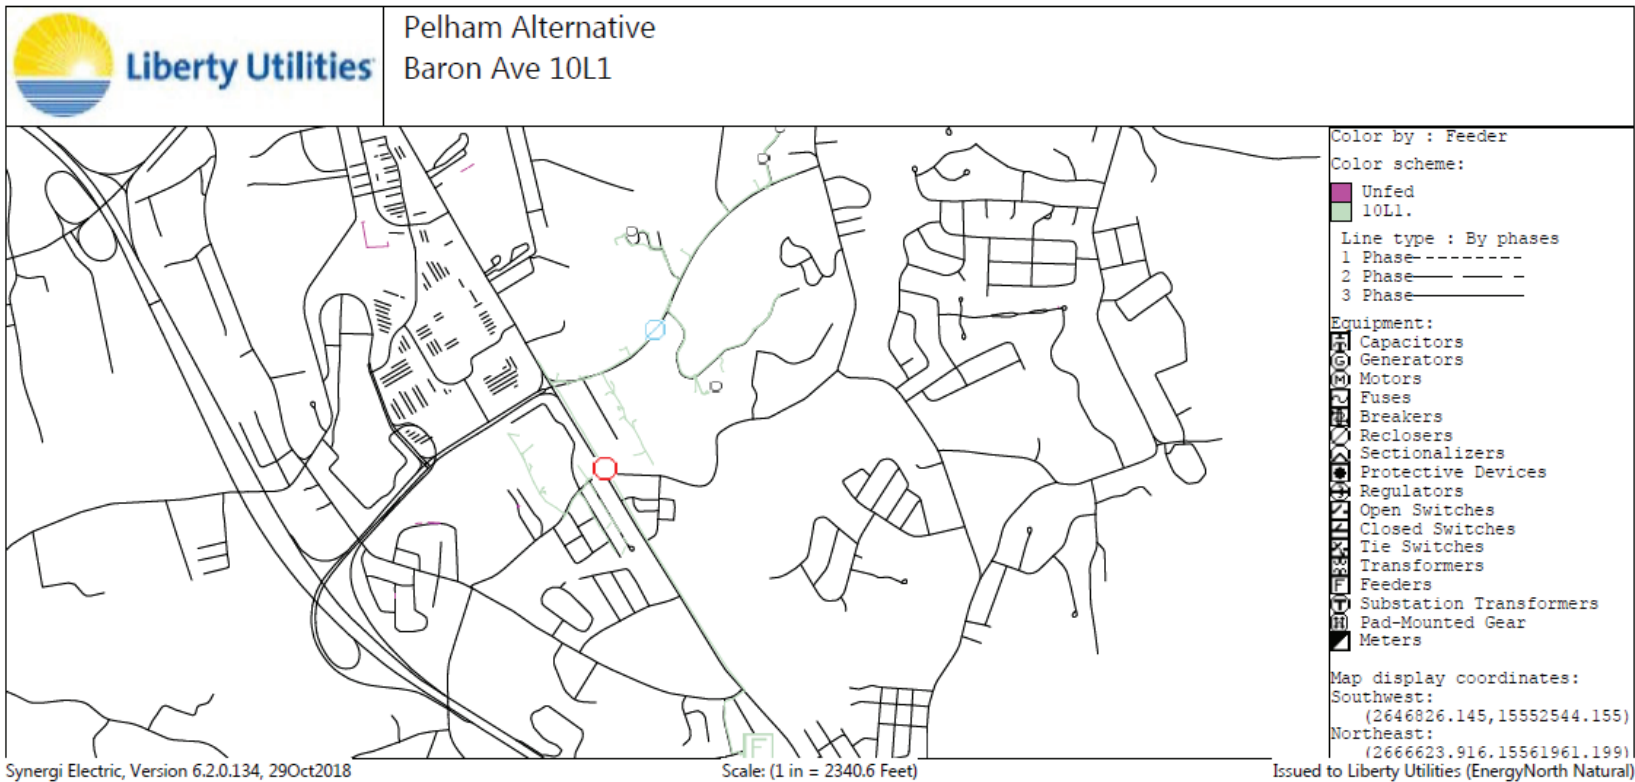 Liberty Utilities
Pelham Alternative
Baron Ave 10L1
Color by : Feeder
Color scheme:
Unfed
10L1.
Line type : By phases
1 Phase
2 Phase
3 Phase
Equipment:
Capacitors
G Generators
M Motors
Fuses
Breakers
Reclosers
Sectionalizers
Protective Devices
Regulators
Open Switches
Closed Switches
Tie Switches
Transformers
F Feeders
T Substation Transformers
Pad-Mounted Gear
Meters
Map display coordinates:
Southwest:
(2646826.145,15552544.155)
Northeast:
(2666623.916.15561961.199)
F
Synergi Electric, Version 6.2.0.134, 29Oct2018
Scale: (1 in = 2340.6 Feet)
Issued to Liberty Utilities (EnergyNorth Natural)